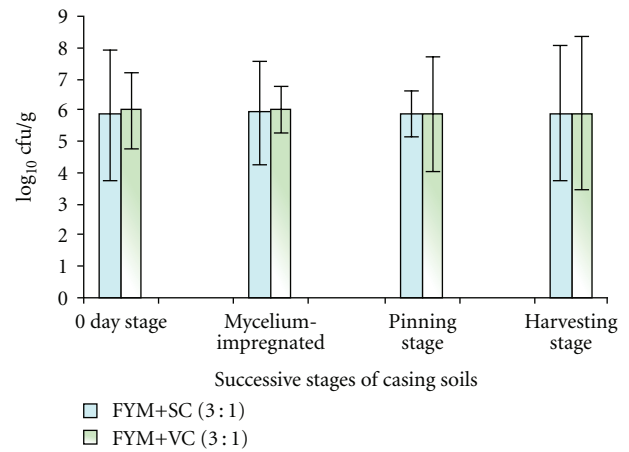 9
8
7
6
5
4
3
2
1
0
log₁₀ cfu/g
0 day stage
Mycelium-
impregnated
Pinning
stage
Harvesting
stage
Successive stages of casing soils
FYM+SC (3 : 1)
FYM+VC (3 : 1)